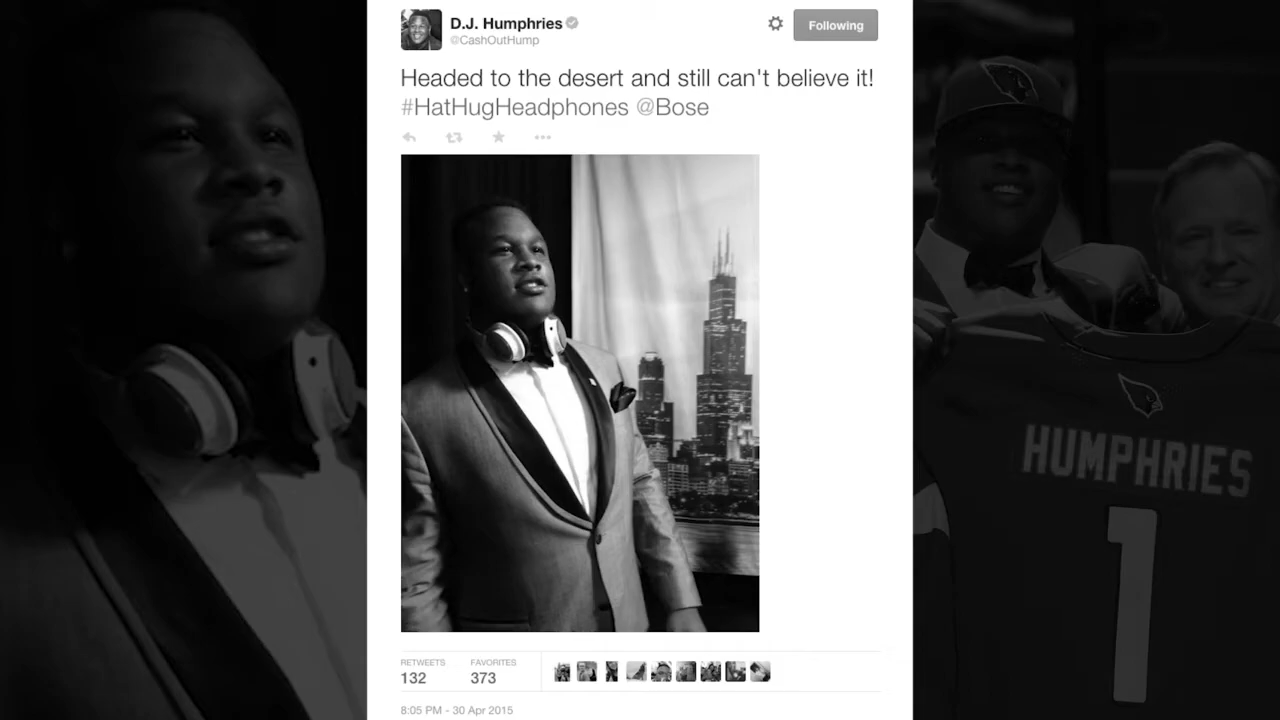 D.J. Humphries
@CashOutHump
Following
Headed to the desert and still can't believe it!
#HatHugHeadphones @Bose
RETWEETS
132
FAVORITES
373
8:05 PM - 30 Apr 2015
HUMPHRIES
1